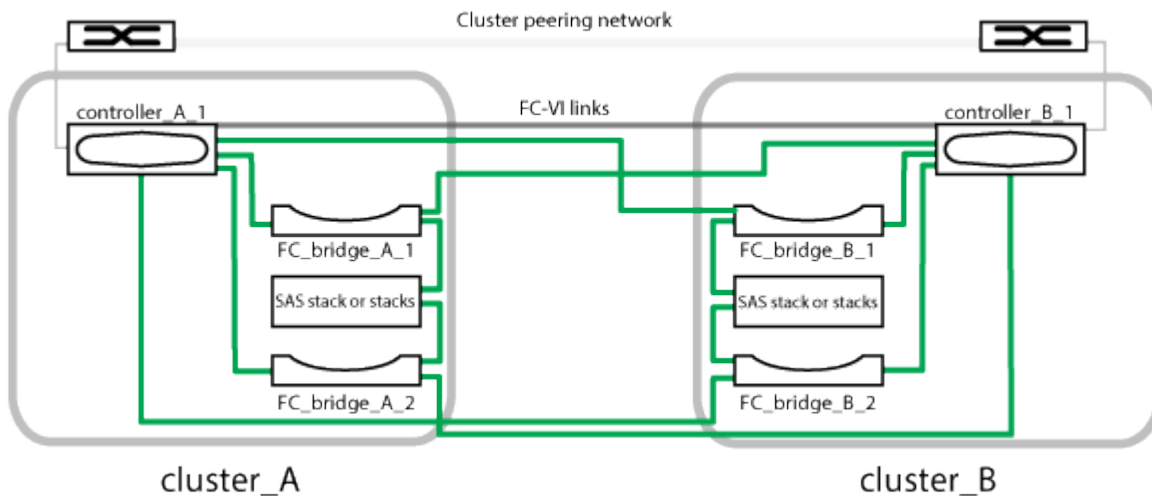 Cluster peering network
controller_A_1
FC-VI links
controller_B_1
FC_bridge_A_1
FC_bridge_B_1
SAS stack or stacks
SAS stack or stacks
FC_bridge_A_2
FC_bridge_B_2
cluster_A
cluster_B